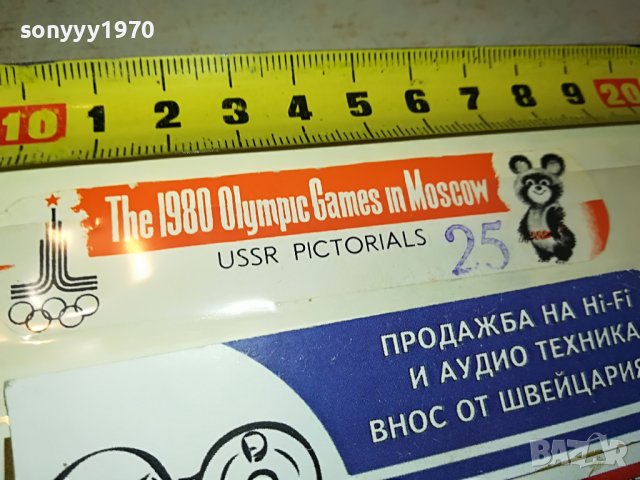 sonyyy1970
10 1 2 3 4 5 6 7 8 9 20
The 1980 Olympic Games in Moscow
USSR PICTORIALS 25
ПРОДАЖБА НА Hi-Fi
И АУДИО ТЕХНИКА
ВНОС ОТ ШВЕЙЦАРИЯ
BAZAR